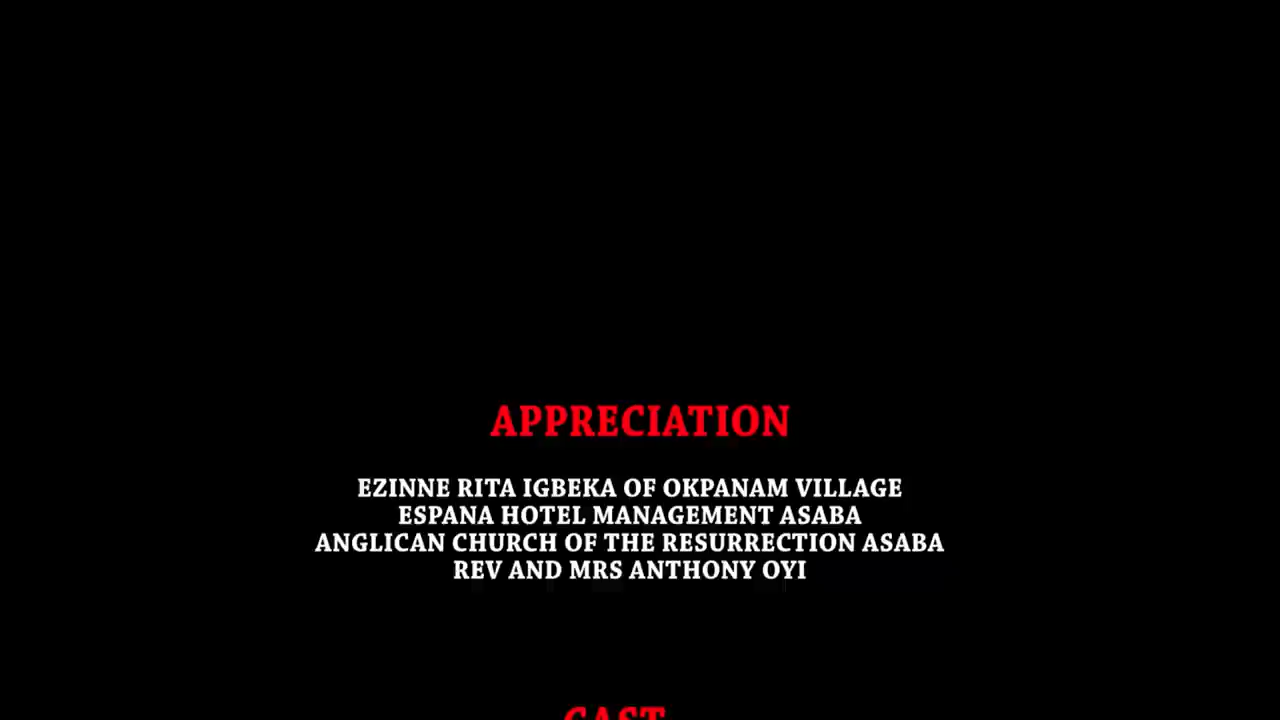 APPRECIATION
EZINNE RITA IGBEKA OF OKPANAM VILLAGE
ESPANA HOTEL MANAGEMENT ASABA
ANGLICAN CHURCH OF THE RESURRECTION ASABA
REV AND MRS ANTHONY OYI
CAST